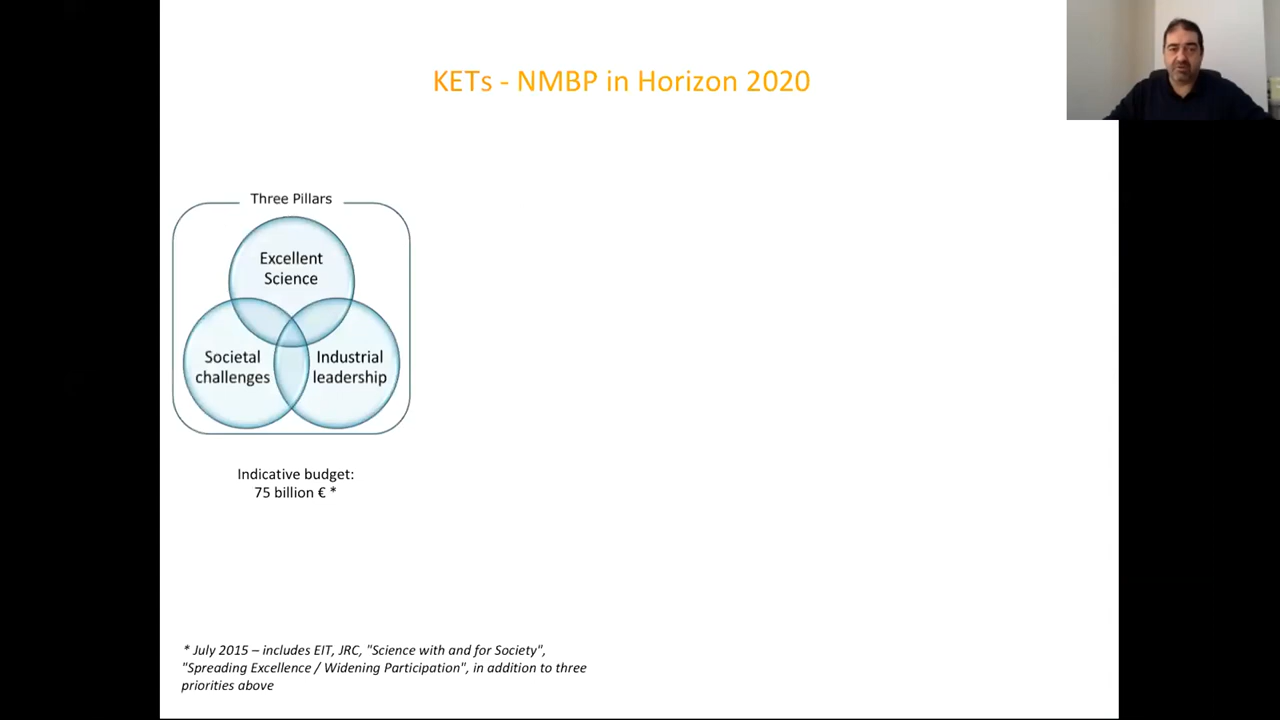 KETs - NMBP in Horizon 2020
Three Pillars
Excellent
Science
Societal
challenges
Industrial
leadership
Indicative budget:
75 billion € *
* July 2015 – includes EIT, JRC, "Science with and for Society",
"Spreading Excellence / Widening Participation", in addition to three
priorities above